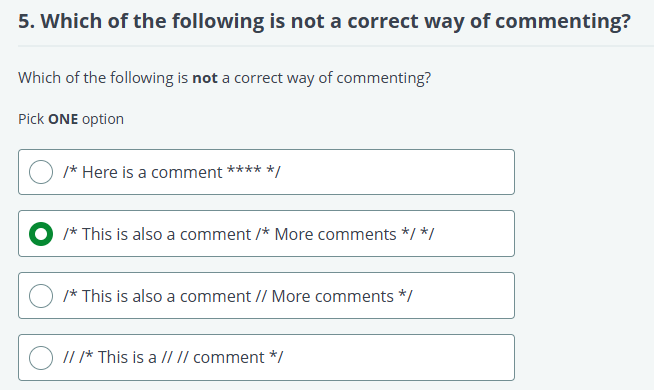 5. Which of the following is not a correct way of commenting?
Which of the following is not a correct way of commenting?
Pick ONE option
/* Here is a comment **** */
/* This is also a comment /* More comments */ */
/* This is also a comment // More comments */
// /* This is a // // comment */